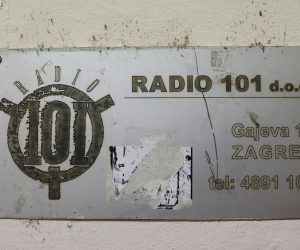 RADIO
101
RADIO 101 d.o.
Gajeva 1
ZAGRE
tel: 4891 10